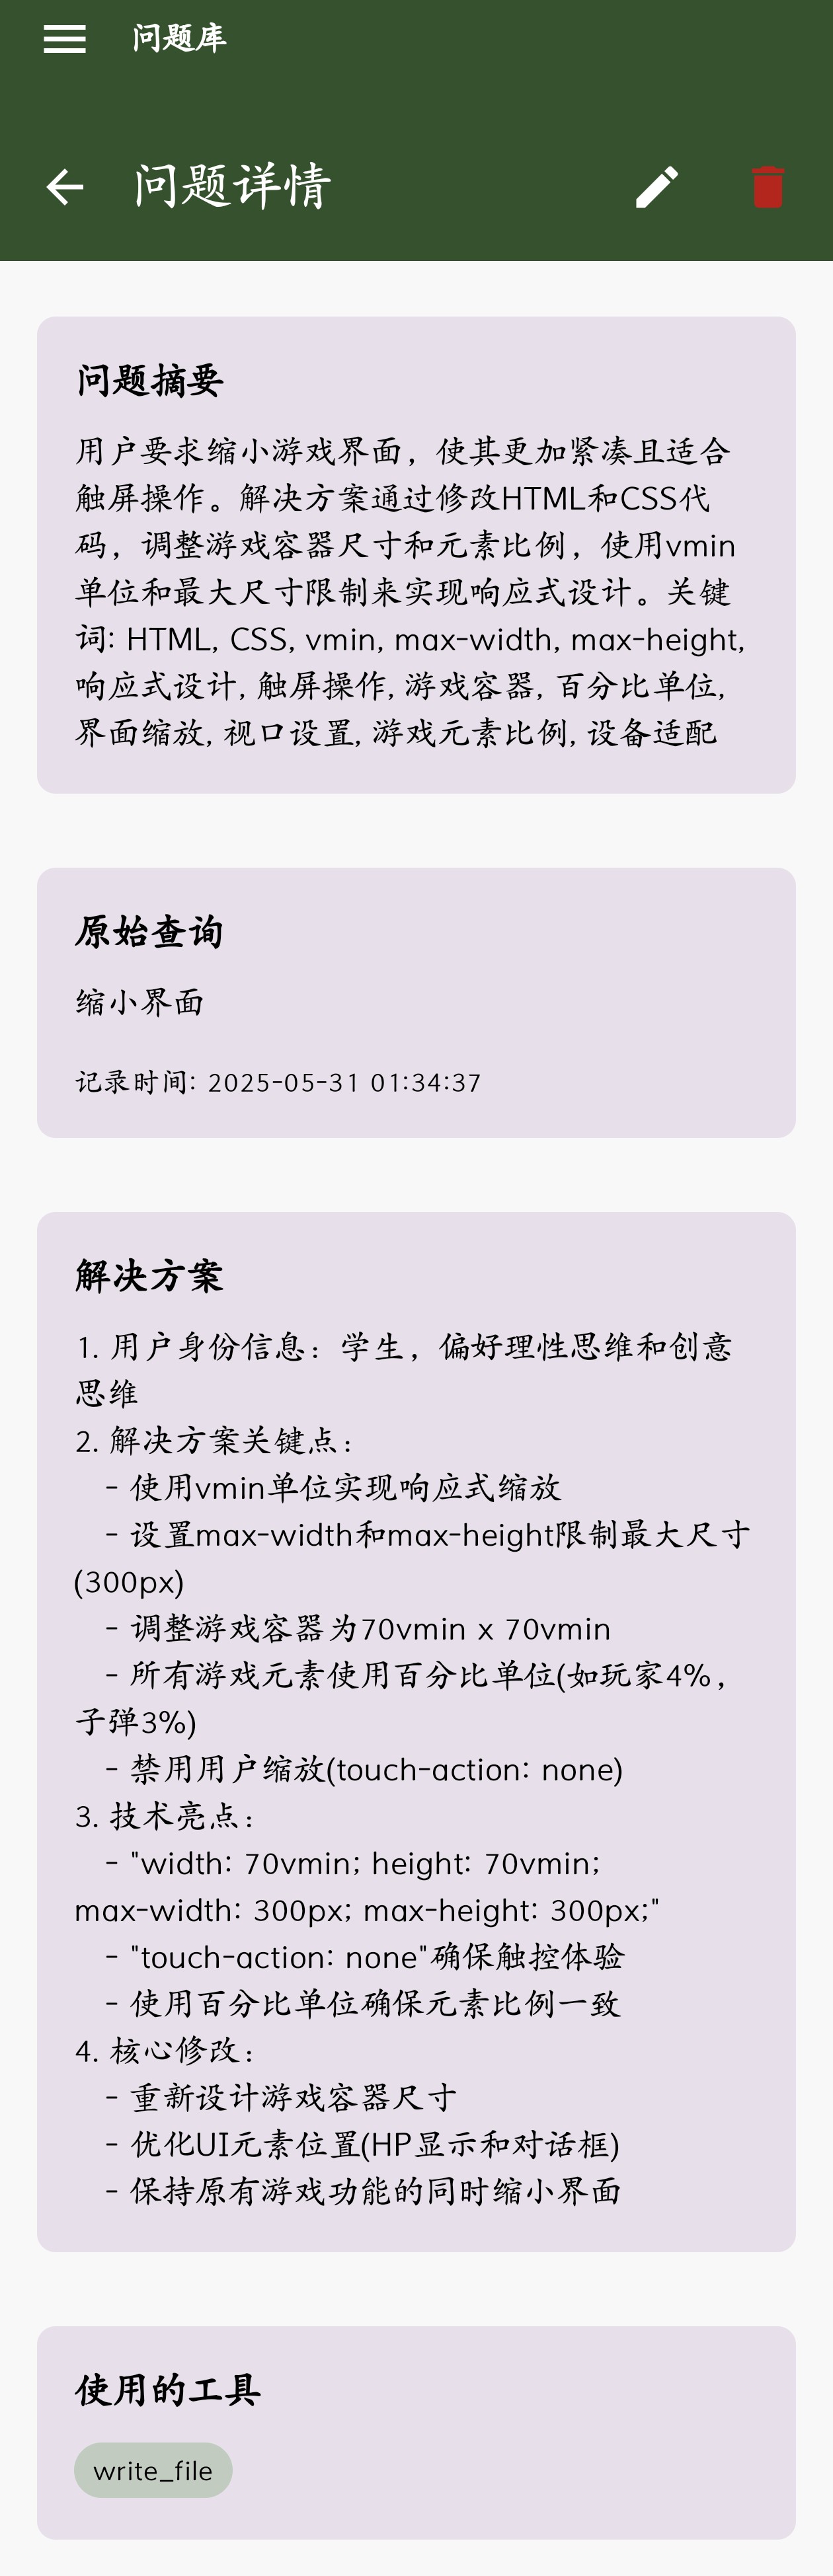 问题库
问题详情
问题摘要
用户要求缩小游戏界面，使其更加紧凑且适合
触屏操作。解决方案通过修改HTML和CSS代
码，调整游戏容器尺寸和元素比例，使用vmin
单位和最大尺寸限制来实现响应式设计。关键
词: HTML, CSS, vmin, max-width, max-height,
响应式设计, 触屏操作, 游戏容器, 百分比单位,
界面缩放, 视口设置, 游戏元素比例, 设备适配
原始查询
缩小界面
记录时间: 2025-05-31 01:34:37
解决方案
1. 用户身份信息：学生，偏好理性思维和创意
思维
2. 解决方案关键点：
- 使用vmin单位实现响应式缩放
- 设置max-width和max-height限制最大尺寸
(300px)
- 调整游戏容器为70vmin x 70vmin
- 所有游戏元素使用百分比单位(如玩家4%，
子弹3%)
- 禁用用户缩放(touch-action: none)
3. 技术亮点：
- "width: 70vmin; height: 70vmin;
max-width: 300px; max-height: 300px;"
- "touch-action: none"确保触控体验
- 使用百分比单位确保元素比例一致
4. 核心修改：
- 重新设计游戏容器尺寸
- 优化UI元素位置(HP显示和对话框)
- 保持原有游戏功能的同时缩小界面
使用的工具
write_file